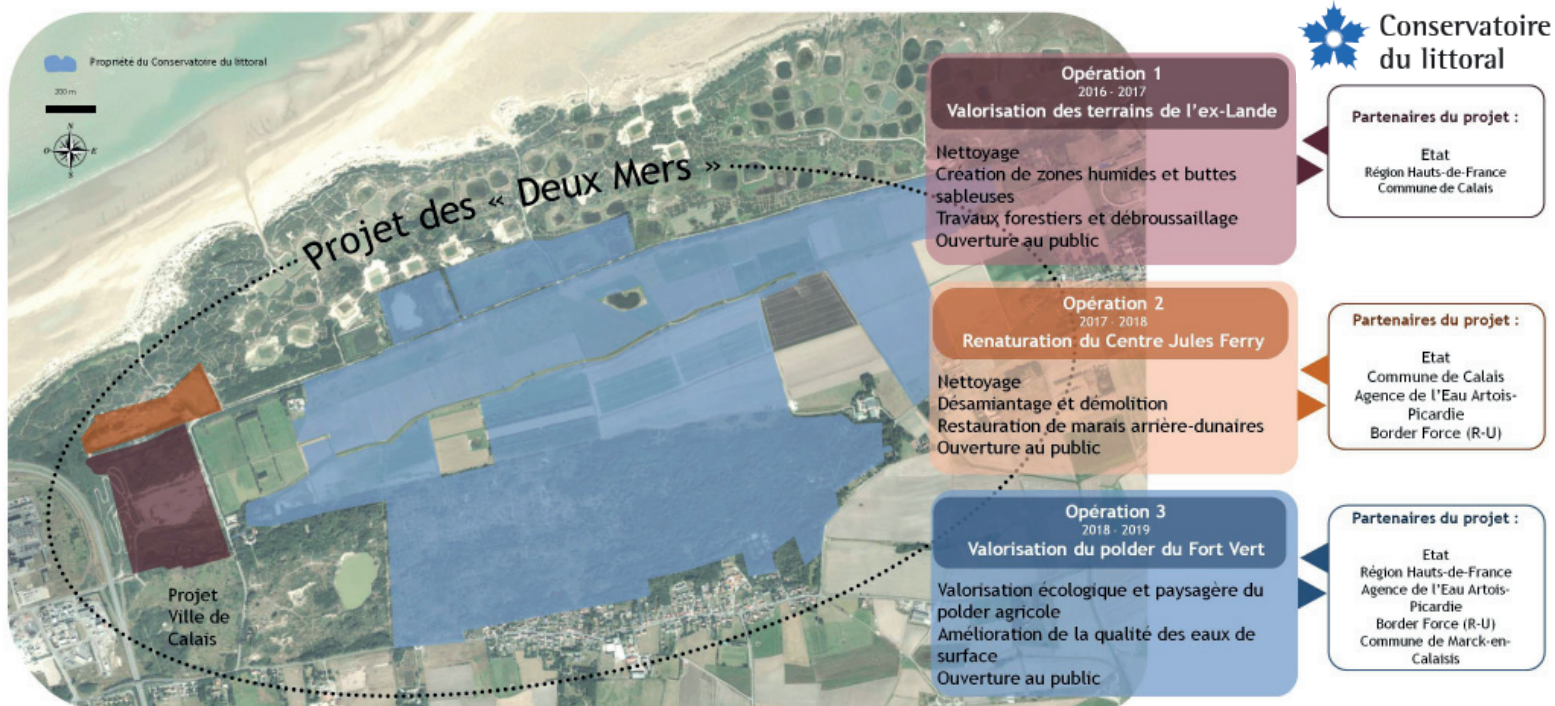 Conservatoire
du littoral
Propriété du Conservatoire du littoral
200 m
N
O
E
S
Projet des « Deux Mers »
Projet
Ville de
Calais
Opération 1
2016 - 2017
Valorisation des terrains de l'ex-Lande
Nettoyage
Création de zones humides et buttes
sableuses
Travaux forestiers et débroussaillage
Ouverture au public
Partenaires du projet :
Etat
Région Hauts-de-France
Commune de Calais
Opération 2
2017 - 2018
Renaturation du Centre Jules Ferry
Nettoyage
Désamiantage et démolition
Restauration de marais arrière-dunaires
Ouverture au public
Partenaires du projet :
Etat
Commune de Calais
Agence de l'Eau Artois-
Picardie
Border Force (R-U)
Opération 3
2018 - 2019
Valorisation du polder du Fort Vert
Valorisation écologique et paysagère du
polder agricole
Amélioration de la qualité des eaux de
surface
Ouverture au public
Partenaires du projet :
Etat
Région Hauts-de-France
Agence de l'Eau Artois-
Picardie
Border Force (R-U)
Commune de Marck-en-
Calaisis